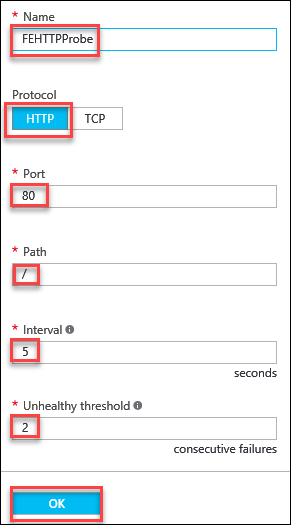 * Name
FEHTTPProbe
Protocol
HTTP TCP
* Port
80
* Path
/
* Interval
5
seconds
* Unhealthy threshold
2
consecutive failures
OK